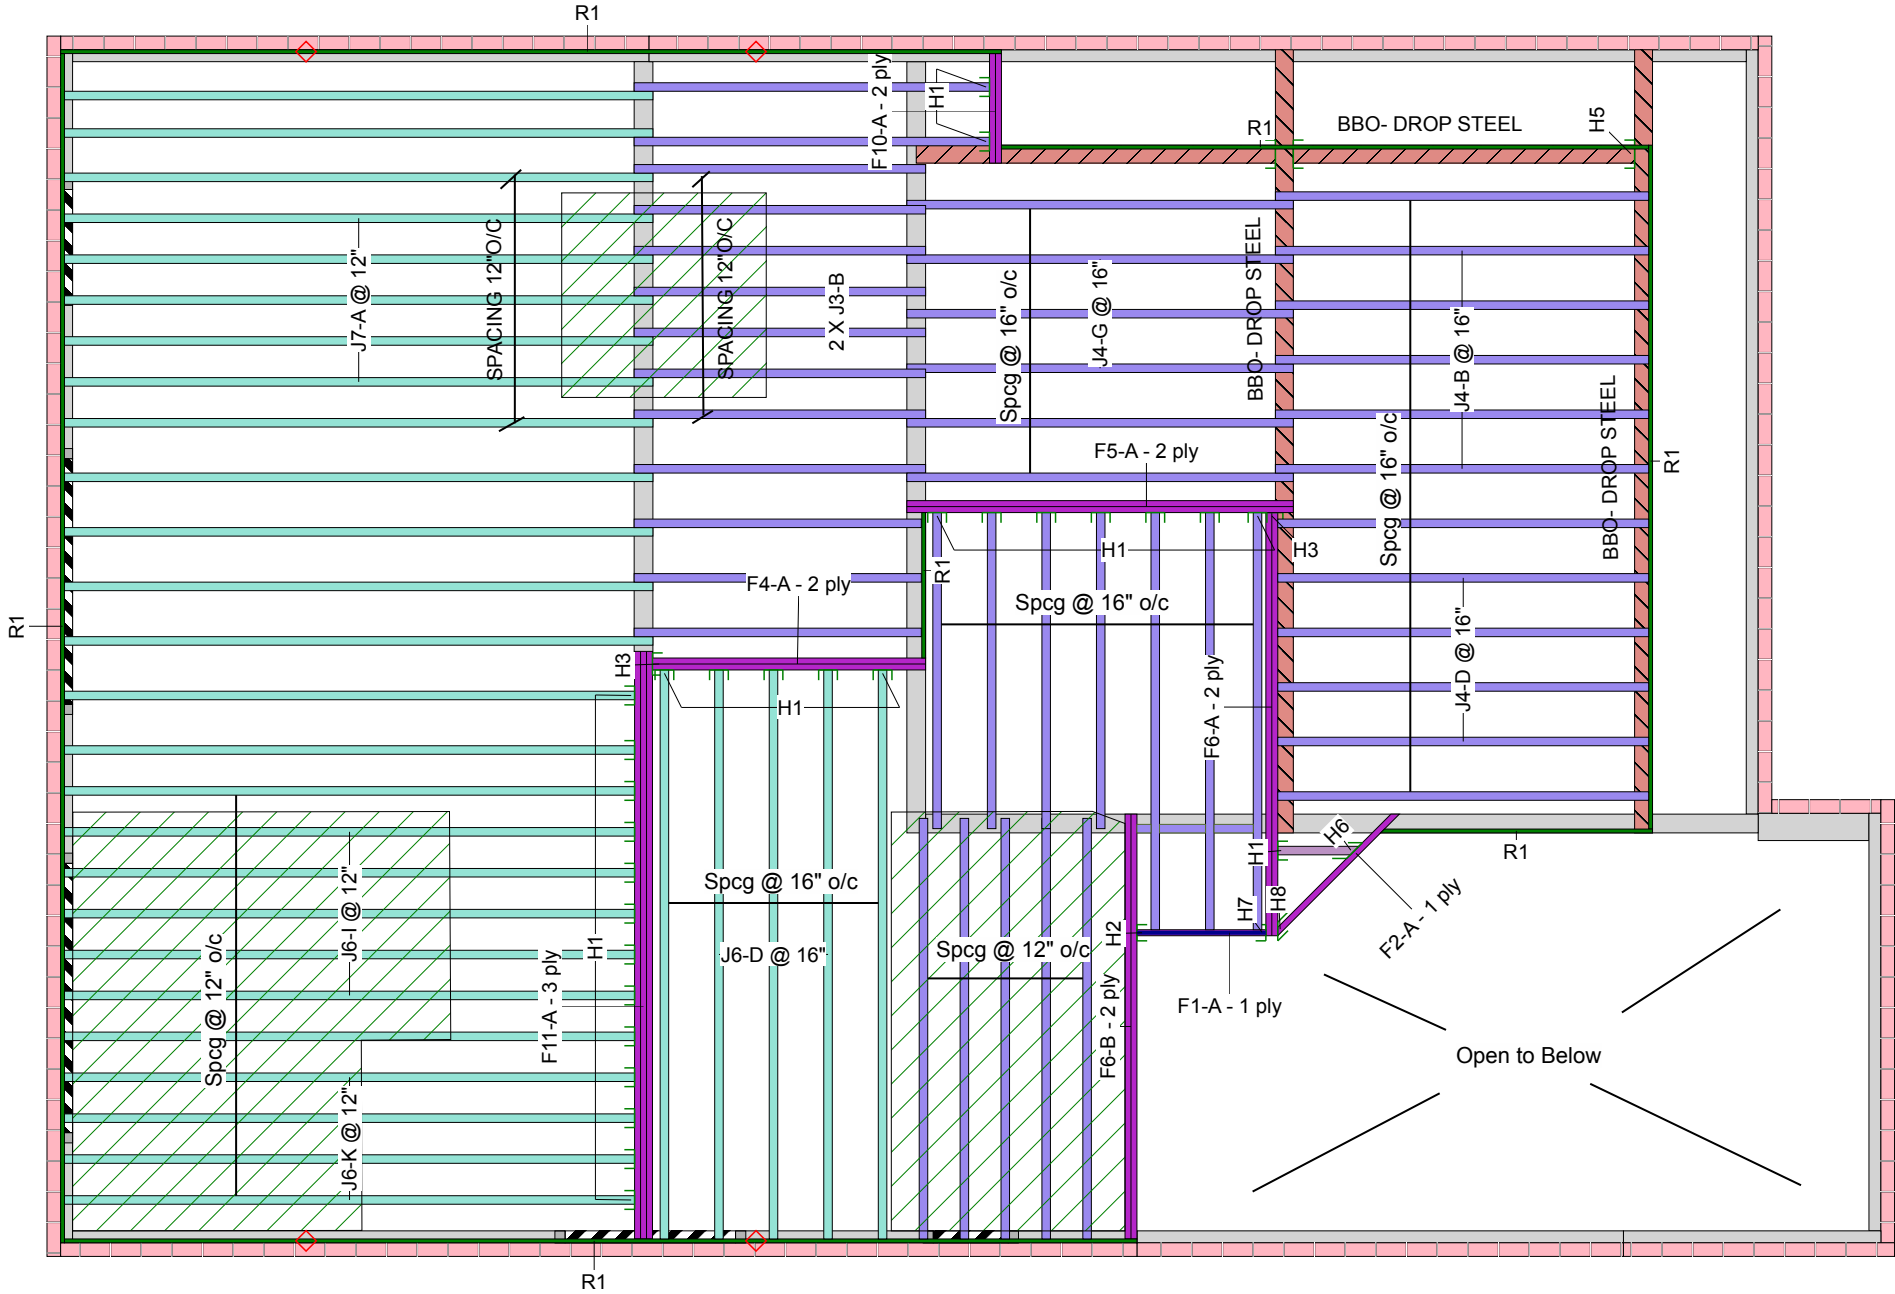 R1
F10-A - 2 ply
H1
R1
BBO- DROP STEEL
H5
J7-A @ 12"
SPACING 12"O/C
SPACING 12"O/C
2 X J3-B
Spcg @ 16" o/c
J4-G @ 16"
BBO- DROP STEEL
J4-B @ 16"
Spcg @ 16" o/c
BBO- DROP STEEL
R1
F5-A - 2 ply
H1
H3
R1
F4-A - 2 ply
Spcg @ 16" o/c
R1
H3
H1
F6-A - 2 ply
J4-D @ 16"
H6
R1
H1
Spcg @ 16" o/c
J6-I @ 12"
H8
H7
H2
F2-A - 1 ply
Spcg @ 12" o/c
H1
J6-D @ 16"
Spcg @ 12" o/c
F11-A - 3 ply
F6-B - 2 ply
F1-A - 1 ply
Open to Below
J6-K @ 12"
R1